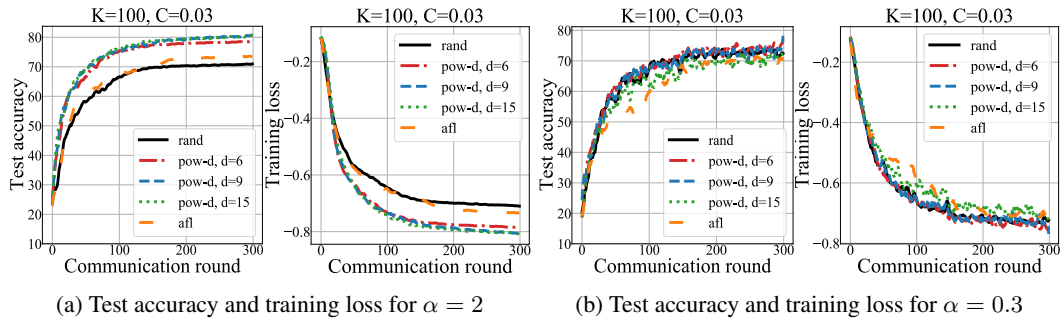 K=100, C=0.03
Test accuracy
80
70
60
50
40
30
20
10
0
100
200
300
Communication round
rand
pow-d, d=6
pow-d, d=9
pow-d, d=15
afl
K=100, C=0.03
Training loss
−0.2
−0.4
−0.6
−0.8
0
100
200
300
Communication round
rand
pow-d, d=6
pow-d, d=9
pow-d, d=15
afl
(a) Test accuracy and training loss for α = 2
K=100, C=0.03
Test accuracy
80
70
60
50
40
30
20
10
0
100
200
300
Communication round
rand
pow-d, d=6
pow-d, d=9
pow-d, d=15
afl
K=100, C=0.03
Training loss
−0.2
−0.4
−0.6
−0.8
0
100
200
300
Communication round
rand
pow-d, d=6
pow-d, d=9
pow-d, d=15
afl
(b) Test accuracy and training loss for α = 0.3